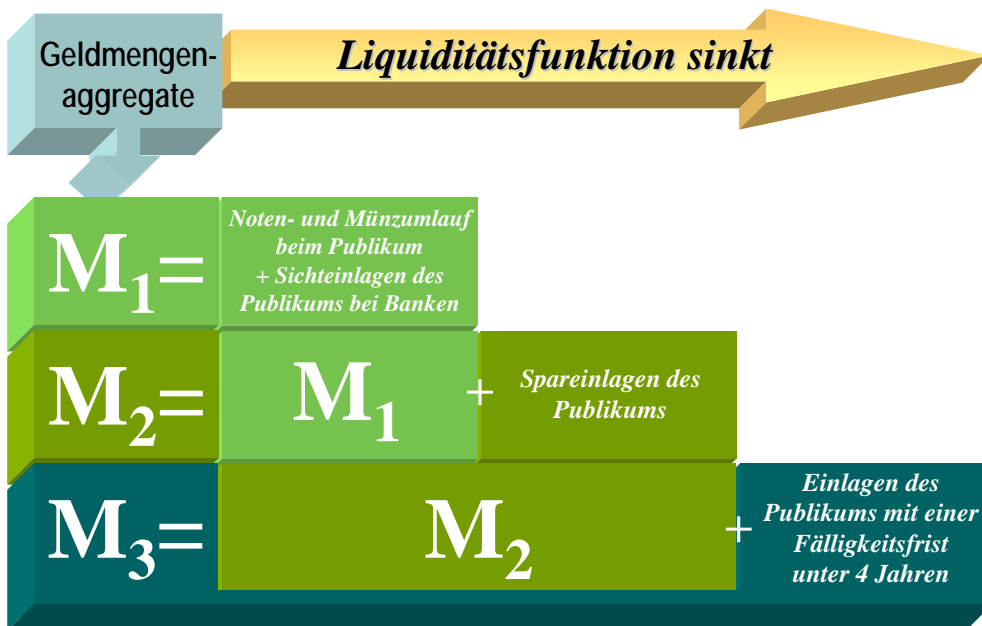 Geldmengen-
aggregate
Liquiditätsfunktion sinkt
M1=
Noten- und Münzumlauf
beim Publikum
+ Sichteinlagen des
Publikums bei Banken
M2=
M1
+
Spareinlagen des
Publikums
M3=
M2
+
Einlagen des
Publikums mit einer
Fälligkeitsfrist
unter 4 Jahren